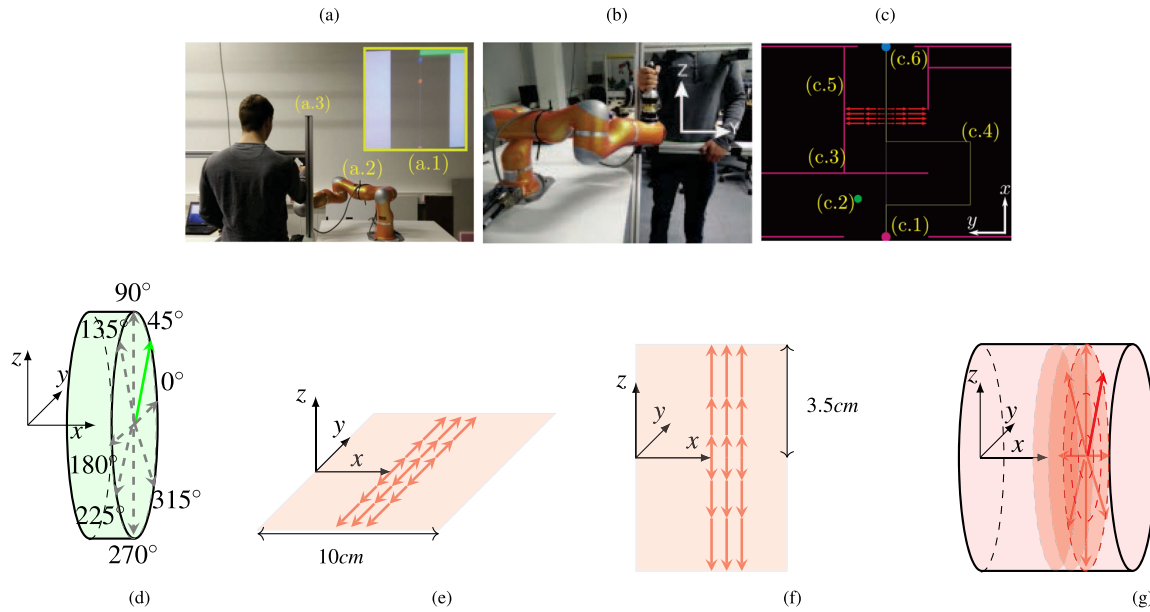 (a)
(b)
(c)
(a.3)
(a.2)
(a.1)
z
(c.6)
(c.5)
(c.4)
(c.3)
(c.2)
(c.1)
x
y
90°
135°
45°
0°
180°
315°
225°
270°
z
y
x
z
y
x
10cm
z
y
x
3.5cm
z
y
x
(d)
(e)
(f)
(g)